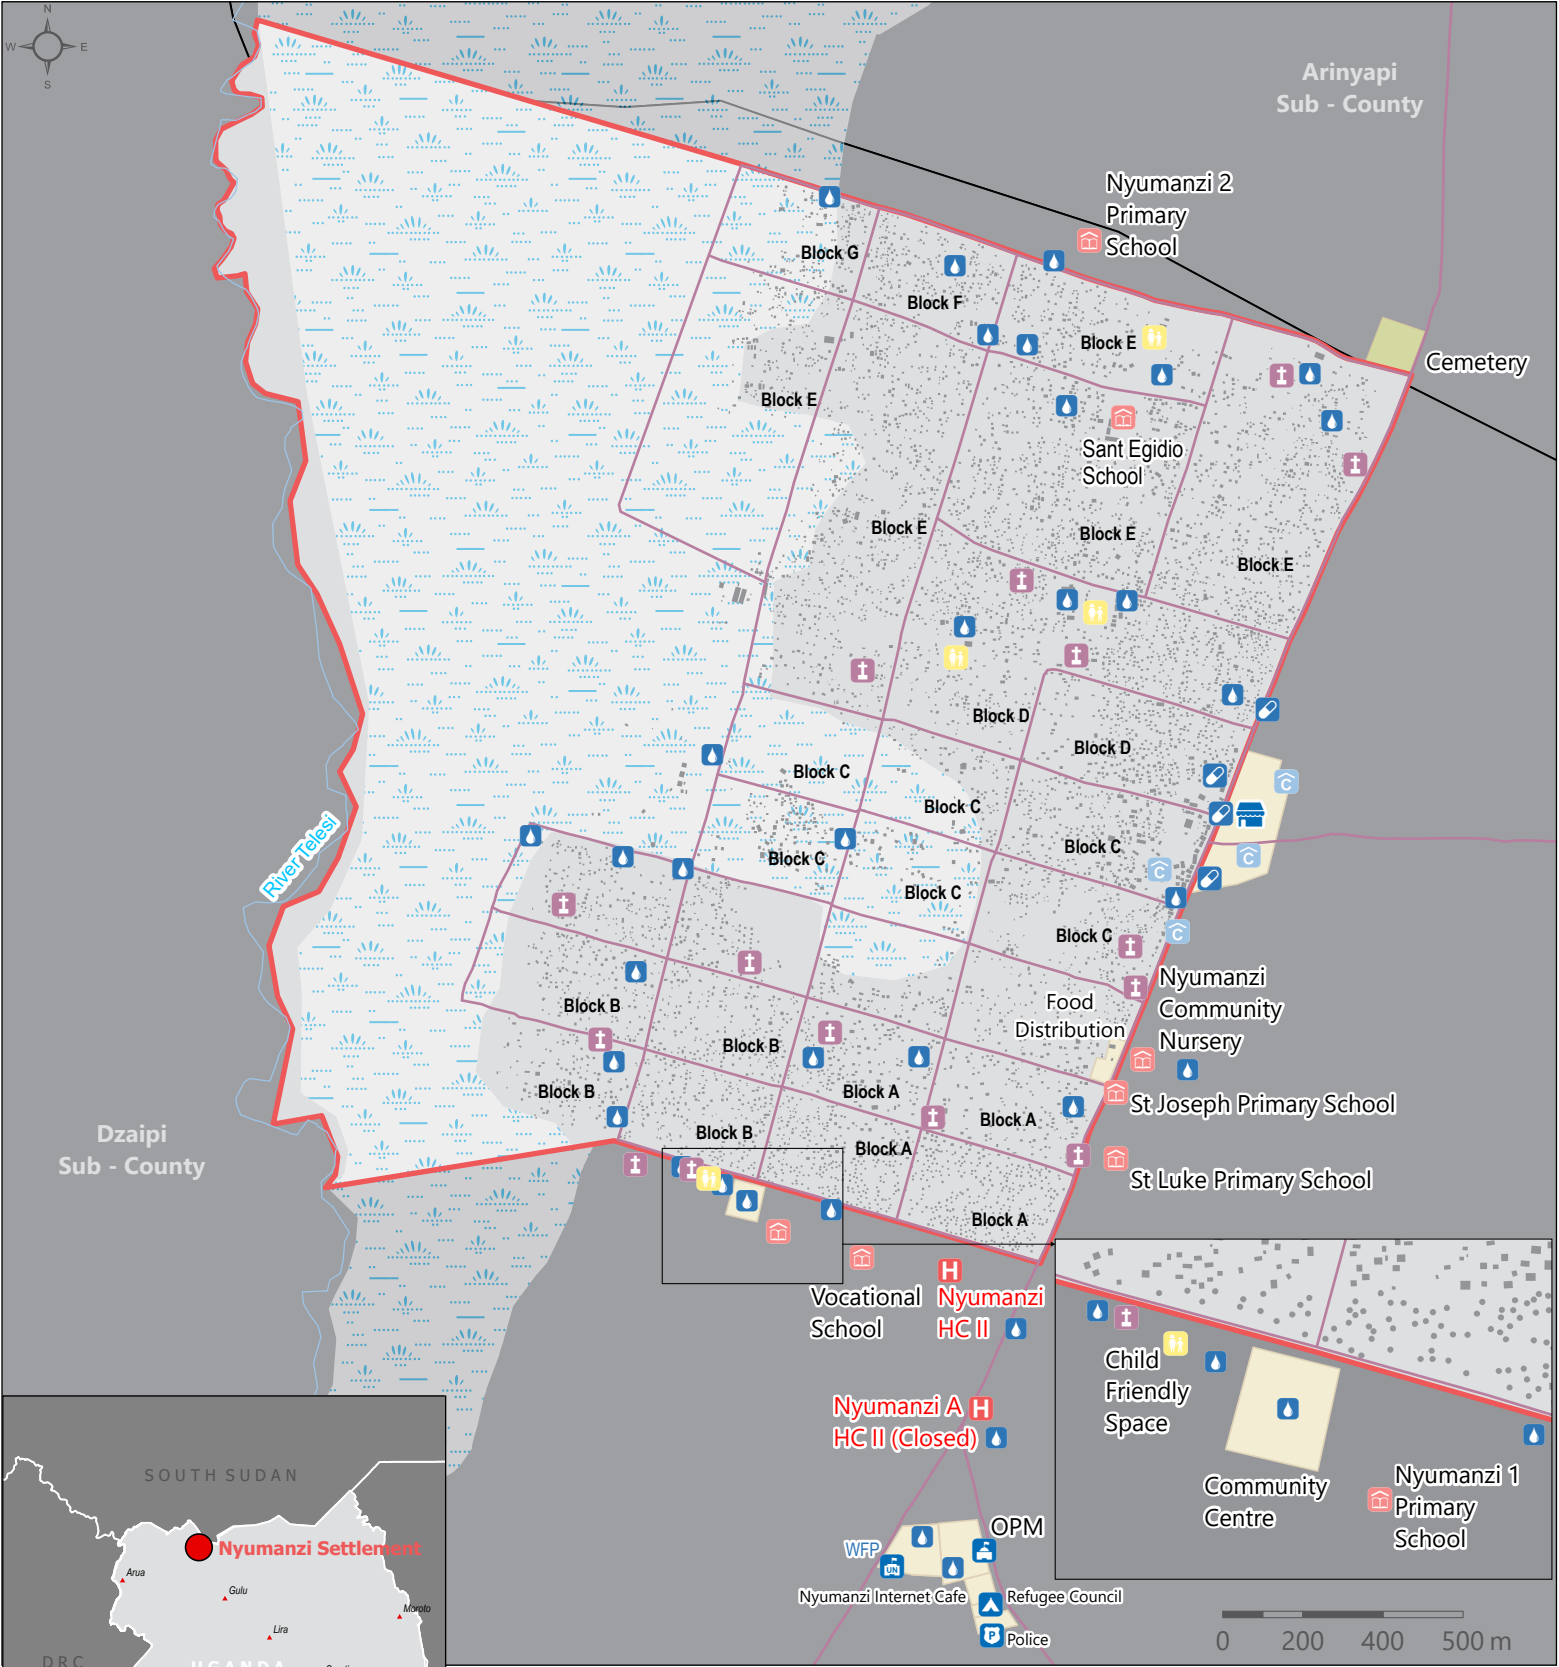 N
W
E
S
Arinyapi
Sub - County
Nyumanzi 2
Primary
School
Block G
Block F
Block E
Cemetery
Block E
Sant Egidio
School
Block E
Block E
Block E
Block D
Block D
Block C
Block C
Block C
Block C
Block C
Block C
River Telesi
Food
Distribution
Nyumanzi
Community
Nursery
Block B
Block B
Block B
Block A
Block A
St Joseph Primary School
Dzaipi
Sub - County
Block B
Block A
St Luke Primary School
Block A
Vocational
School
H
Nyumanzi
HC II
Nyumanzi A
H
HC II (Closed)
C
C
C
C
Child
Friendly
Space
Community
Centre
Nyumanzi 1
Primary
School
OPM
WFP
UN
Nyumanzi Internet Cafe
Refugee Council
P
Police
0 200 400 500 m
SOUTH SUDAN
Nyumanzi Settlement
Arua
Gulu
Moroto
Lira
DRC
UGANDA